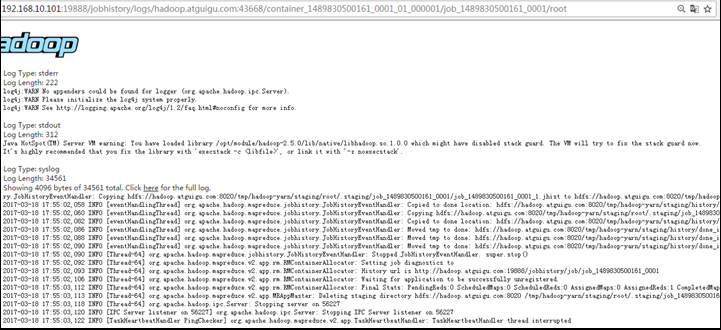 192.168.10.101:19888/jobhistory/logs/hadoop.atguigu.com:43668/container_1489830500161_0001_01_000001/job_1489830500161_0001/root
hadoop
Log Type: stderr
Log Length: 222
log4j:WARN No appenders could be found for logger (org.apache.hadoop.ipc.Server).
log4j:WARN Please initialize the log4j system properly.
log4j:WARN See http://logging.apache.org/log4j/1.2/faq.html#noconfig for more info.
Log Type: stdout
Log Length: 312
Java HotSpot(TM) Server VM warning: You have loaded library /opt/module/hadoop-2.5.0/lib/native/libhadoop.so.1.0.0 which might have disabled stack guard. The VM will try to fix the stack guard now.
It's highly recommended that you fix the library with 'execstack -c <libfile>', or link it with '-z noexecstack'.
Log Type: syslog
Log Length: 34561
Showing 4096 bytes of 34561 total. Click here for the full log.
ry.JobHistoryEventHandler: Copying hdfs://hadoop.atguigu.com:8020/tmp/hadoop-yarn/staging/root/.staging/job_1489830500161_0001/job_1489830500161_0001_1.jhist to hdfs://hadoop.atguigu.com:8020/tmp/hadoop
2017-03-18 17:55:02,058 INFO [eventHandlingThread] org.apache.hadoop.mapreduce.jobhistory.JobHistoryEventHandler: Copied to done location: hdfs://hadoop.atguigu.com:8020/tmp/hadoop-yarn/staging/history/
2017-03-18 17:55:02,060 INFO [eventHandlingThread] org.apache.hadoop.mapreduce.jobhistory.JobHistoryEventHandler: Copying hdfs://hadoop.atguigu.com:8020/tmp/hadoop-yarn/staging/root/.staging/job_14898305
2017-03-18 17:55:02,082 INFO [eventHandlingThread] org.apache.hadoop.mapreduce.jobhistory.JobHistoryEventHandler: Copied to done location: hdfs://hadoop.atguigu.com:8020/tmp/hadoop-yarn/staging/history/
2017-03-18 17:55:02,086 INFO [eventHandlingThread] org.apache.hadoop.mapreduce.jobhistory.JobHistoryEventHandler: Moved tmp to done: hdfs://hadoop.atguigu.com:8020/tmp/hadoop-yarn/staging/history/done_i
2017-03-18 17:55:02,088 INFO [eventHandlingThread] org.apache.hadoop.mapreduce.jobhistory.JobHistoryEventHandler: Moved tmp to done: hdfs://hadoop.atguigu.com:8020/tmp/hadoop-yarn/staging/history/done_i
2017-03-18 17:55:02,090 INFO [eventHandlingThread] org.apache.hadoop.mapreduce.jobhistory.JobHistoryEventHandler: Moved tmp to done: hdfs://hadoop.atguigu.com:8020/tmp/hadoop-yarn/staging/history/done_i
2017-03-18 17:55:02,090 INFO [Thread-64] org.apache.hadoop.mapreduce.jobhistory.JobHistoryEventHandler: Stopped JobHistoryEventHandler. super.stop()
2017-03-18 17:55:02,093 INFO [Thread-64] org.apache.hadoop.mapreduce.v2.app.rm.RMContainerAllocator: Setting job diagnostics to
2017-03-18 17:55:02,093 INFO [Thread-64] org.apache.hadoop.mapreduce.v2.app.rm.RMContainerAllocator: History url is http://hadoop.atguigu.com:19888/jobhistory/job/job_1489830500161_0001
2017-03-18 17:55:02,106 INFO [Thread-64] org.apache.hadoop.mapreduce.v2.app.rm.RMContainerAllocator: Waiting for application to be successfully unregistered.
2017-03-18 17:55:03,112 INFO [Thread-64] org.apache.hadoop.mapreduce.v2.app.rm.RMContainerAllocator: Final Stats: PendingReds:0 ScheduledMaps:0 ScheduledReds:0 AssignedMaps:0 AssignedReds:1 CompletedMap
2017-03-18 17:55:03,113 INFO [Thread-64] org.apache.hadoop.mapreduce.v2.app.MRAppMaster: Deleting staging directory hdfs://hadoop.atguigu.com:8020 /tmp/hadoop-yarn/staging/root/.staging/job_148983050016
2017-03-18 17:55:03,118 INFO [Thread-64] org.apache.hadoop.ipc.Server: Stopping server on 56227
2017-03-18 17:55:03,120 INFO [IPC Server listener on 56227] org.apache.hadoop.ipc.Server: Stopping IPC Server listener on 56227
2017-03-18 17:55:03,122 INFO [TaskHeartbeatHandler PingChecker] org.apache.hadoop.mapreduce.v2.app.TaskHeartbeatHandler: TaskHeartbeatHandler thread interrupted